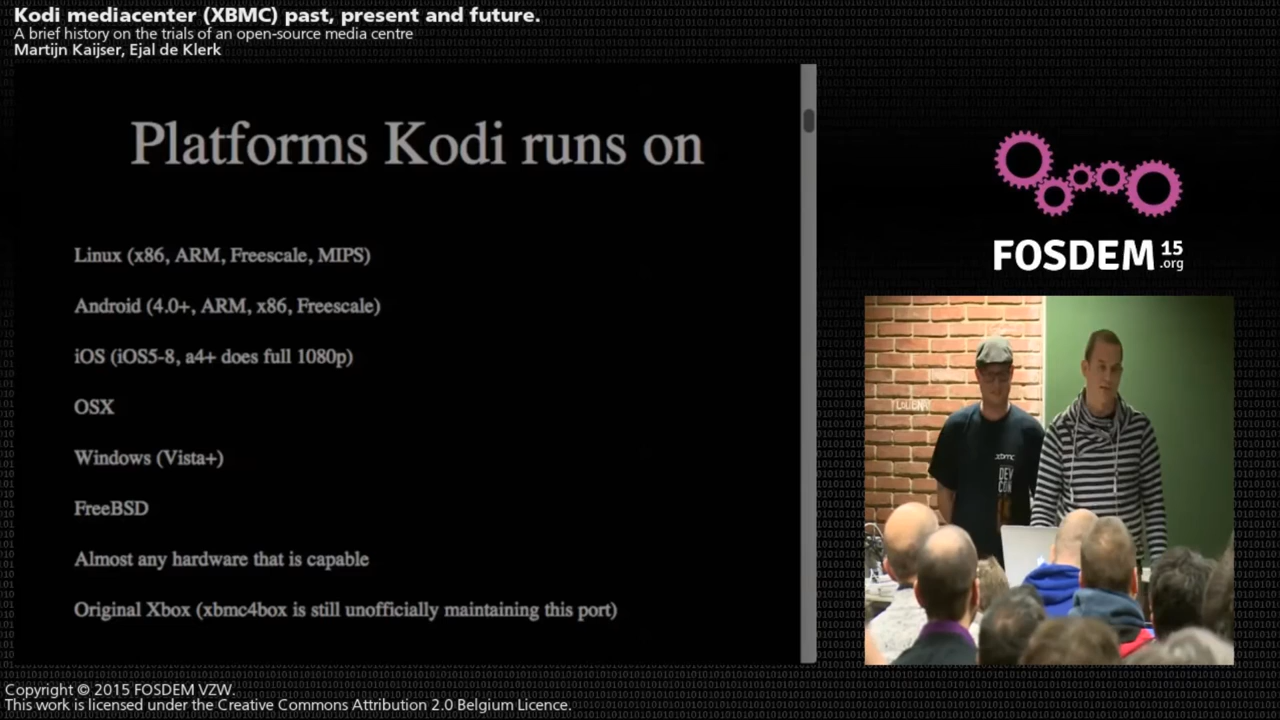 Kodi mediacenter (XBMC) past, present and future.
A brief history on the trials of an open-source media centre
Martijn Kaijser, Ejal de Klerk
Platforms Kodi runs on
Linux (x86, ARM, Freescale, MIPS)
Android (4.0+, ARM, x86, Freescale)
iOS (iOS5-8, a4+ does full 1080p)
OSX
Windows (Vista+)
FreeBSD
Almost any hardware that is capable
Original Xbox (xbmc4box is still unofficially maintaining this port)
FOSDEM 15
.org
xbmc
DEV
CON
Copyright © 2015 FOSDEM VZW.
This work is licensed under the Creative Commons Attribution 2.0 Belgium Licence.